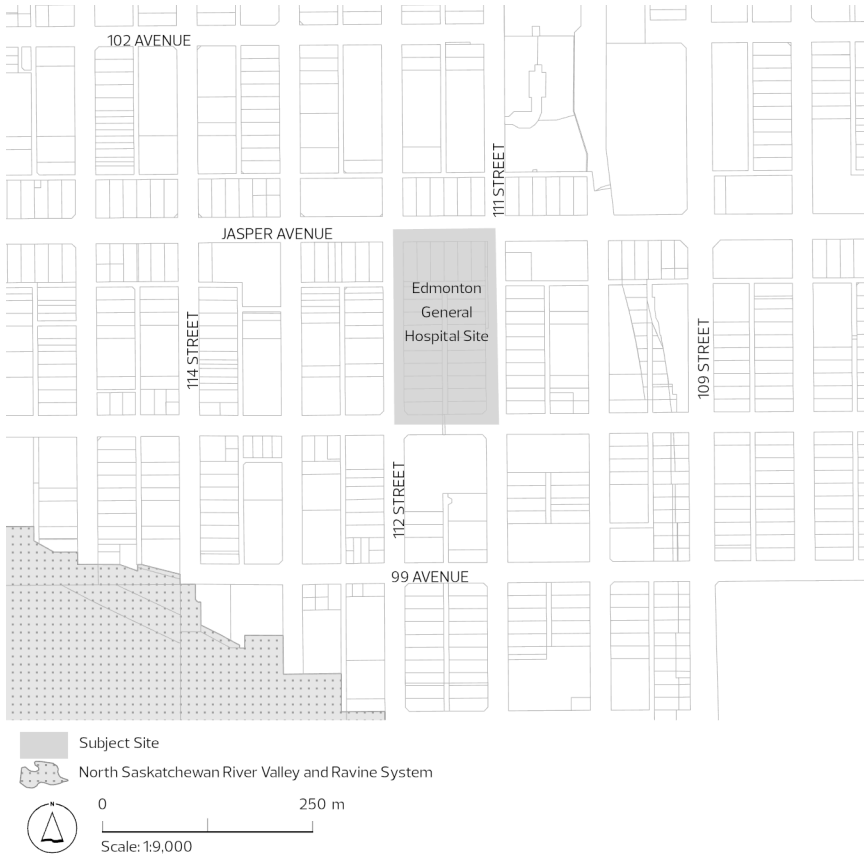 102 AVENUE
111 STREET
JASPER AVENUE
Edmonton
General
Hospital Site
114 STREET
109 STREET
112 STREET
99 AVENUE
Subject Site
North Saskatchewan River Valley and Ravine System
N
0 250 m
Scale: 1:9,000